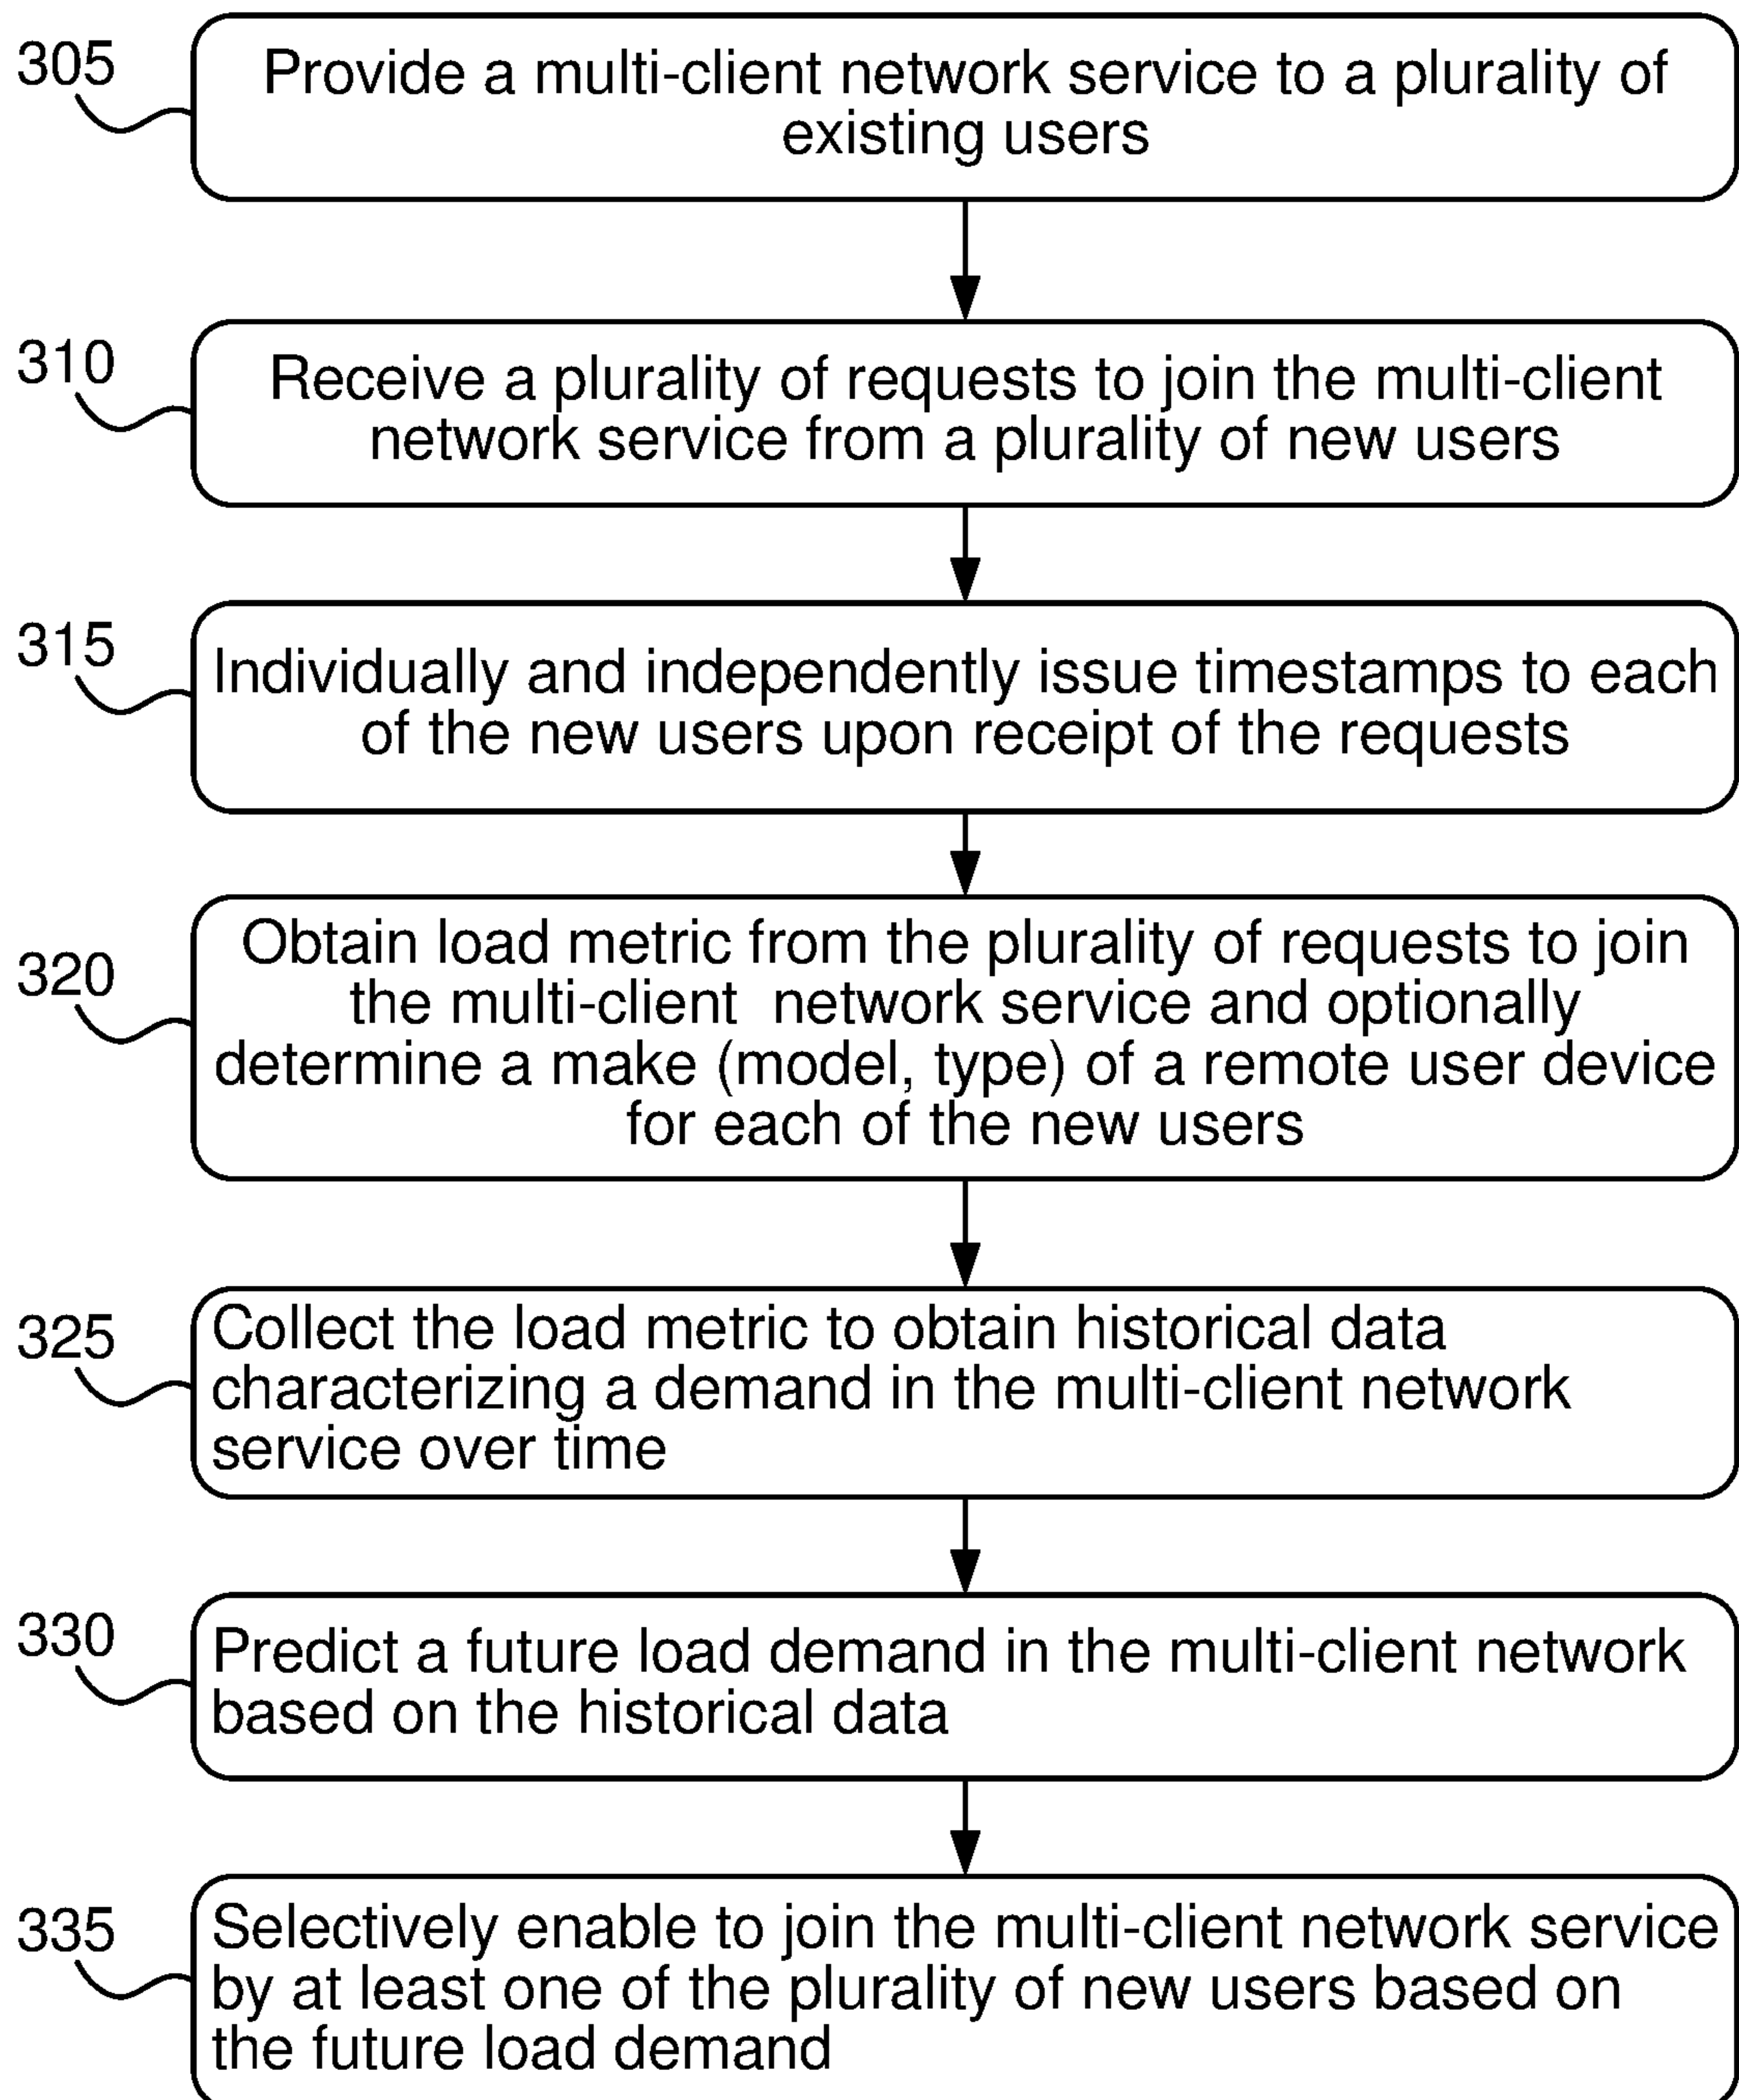 305
Provide a multi-client network service to a plurality of
existing users
310
Receive a plurality of requests to join the multi-client
network service from a plurality of new users
315
Individually and independently issue timestamps to each
of the new users upon receipt of the requests
320
Obtain load metric from the plurality of requests to join
the multi-client  network service and optionally
determine a make (model, type) of a remote user device
for each of the new users
325
Collect the load metric to obtain historical data
characterizing a demand in the multi-client network
service over time
330
Predict a future load demand in the multi-client network
based on the historical data
335
Selectively enable to join the multi-client network service
by at least one of the plurality of new users based on
the future load demand